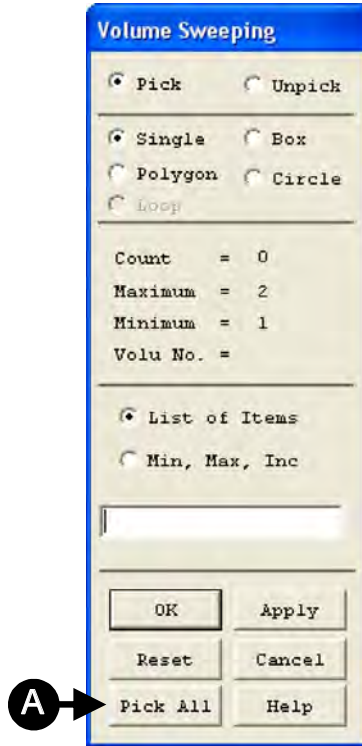 Volume Sweeping
Pick Unpick
Single Box
Polygon Circle
Loop
Count = 0
Maximum = 2
Minimum = 1
Volu No. =
List of Items
Min, Max, Inc
OK Apply
Reset Cancel
A Pick All Help